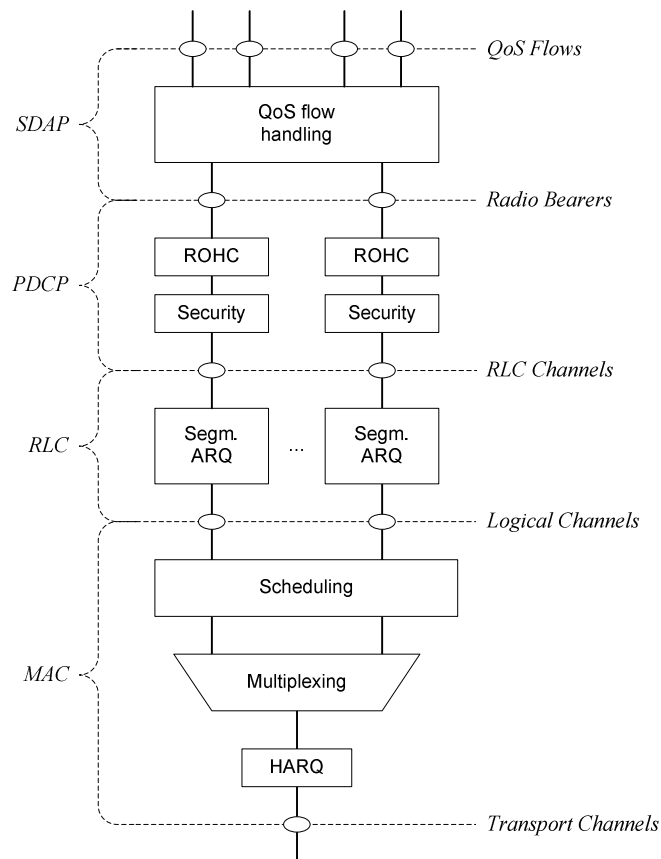 QoS Flows
SDAP
QoS flow
handling
Radio Bearers
PDCP
ROHC
ROHC
Security
Security
RLC Channels
RLC
Segm.
ARQ
...
Segm.
ARQ
Logical Channels
MAC
Scheduling
Multiplexing
HARQ
Transport Channels